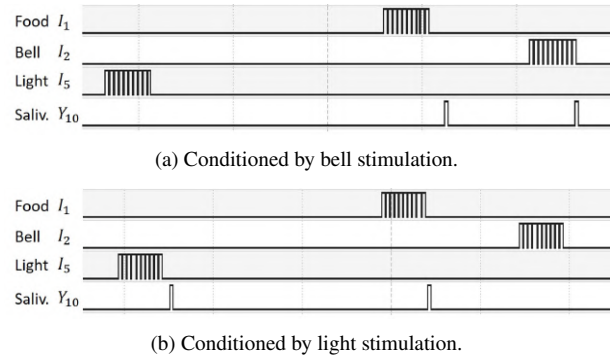 Food I₁
Bell I₂
Light I₅
Saliv. Y₁₀
(a) Conditioned by bell stimulation.
Food I₁
Bell I₂
Light I₅
Saliv. Y₁₀
(b) Conditioned by light stimulation.